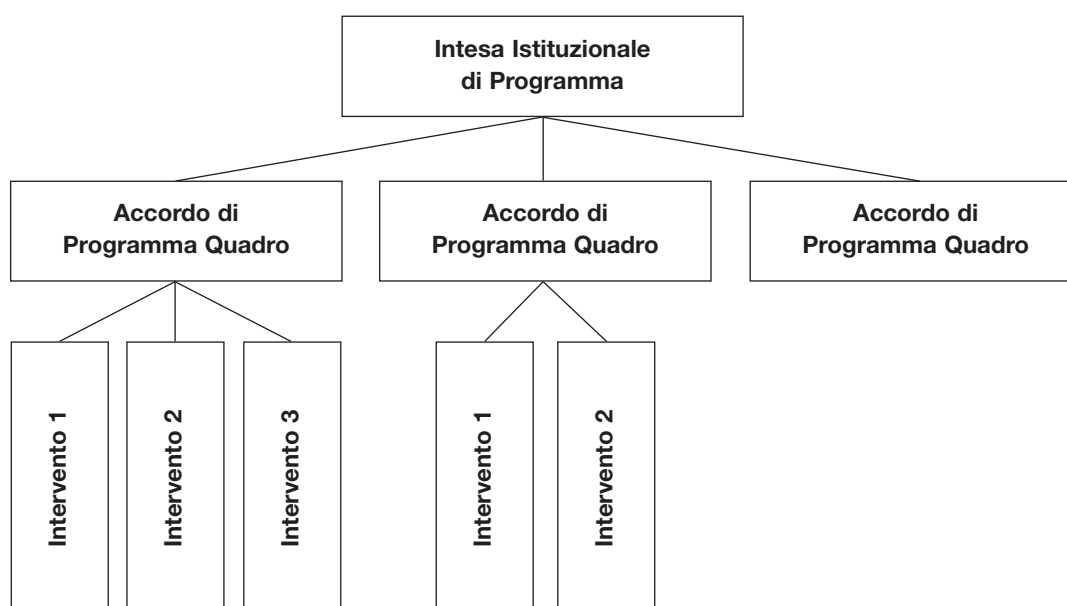 Intesa Istituzionale
di Programma
Accordo di
Programma Quadro
Accordo di
Programma Quadro
Accordo di
Programma Quadro
Intervento 1
Intervento 2
Intervento 3
Intervento 1
Intervento 2